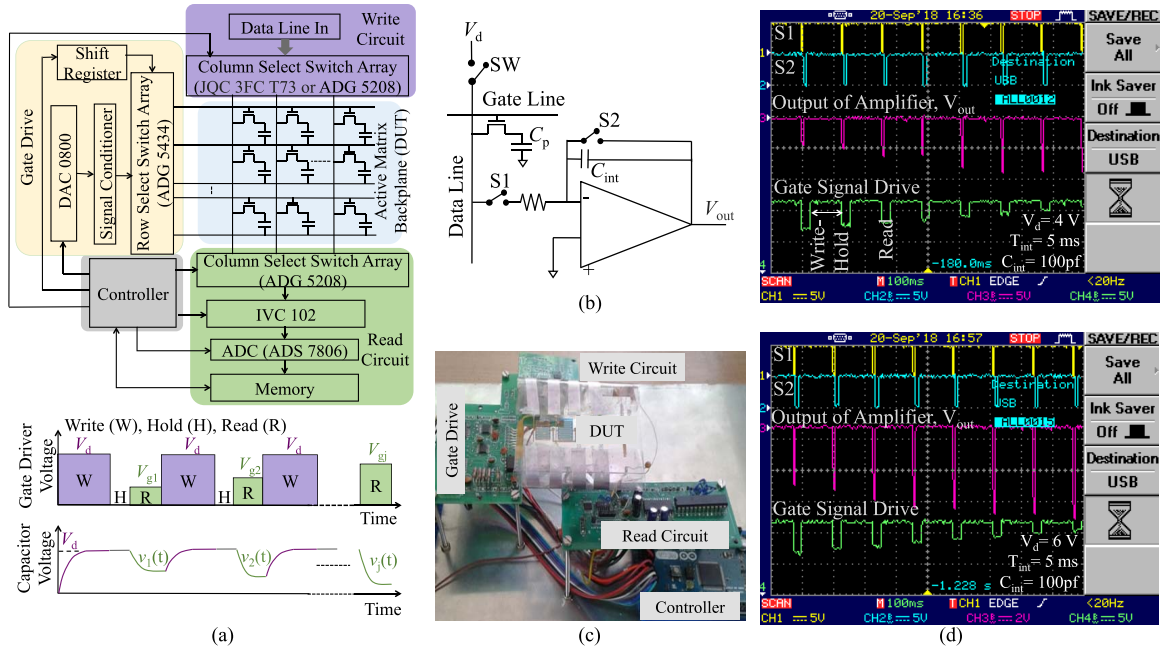 Data Line In
Write
Circuit
Column Select Switch Array
(JQC 3FC T73 or ADG 5208)
Shift
Register
Gate Drive
DAC 0800
Signal Conditioner
Row Select Switch Array
(ADG 5434)
Active Matrix
Backplane (DUT)
Controller
Column Select Switch Array
(ADG 5208)
IVC 102
ADC (ADS 7806)
Memory
Read
Circuit
Write (W), Hold (H), Read (R)
Gate Driver
Voltage
Vd
W
H
Vg1
R
Vd
W
H
Vg2
R
Vd
W
Vgj
R
Time
Capacitor
Voltage
Vd
v1(t)
v2(t)
vj(t)
Time
(a)
Vd
SW
Gate Line
Cp
S2
Cint
Data Line
S1
-
+
Vout
(b)
Write Circuit
Gate Drive
DUT
Read Circuit
Controller
(c)
20-Sep'18 16:36
STOP
SAVE/REC
S1
S2
Destination
USB
ALL0012
Output of Amplifier, Vout
Gate Signal Drive
Write
Hold
Read
Vd= 4 V
Tint= 5 ms
Cint= 100pf
-180.0ms
1
2
3
4
SCAN
M 100ms
T CH1 EDGE
<20Hz
CH1 5V
CH2 5V
CH3 5V
CH4 5V
Save
All
Ink Saver
Off
Destination
USB
20-Sep'18 16:57
STOP
SAVE/REC
S1
S2
Destination
USB
ALL0015
Output of Amplifier, Vout
Gate Signal Drive
Vd= 6 V
Tint= 5 ms
Cint= 100pf
-1.228 s
1
2
3
4
SCAN
M 100ms
T CH1 EDGE
<20Hz
CH1 5V
CH2 5V
CH3 2V
CH4 5V
Save
All
Ink Saver
Off
Destination
USB
(d)